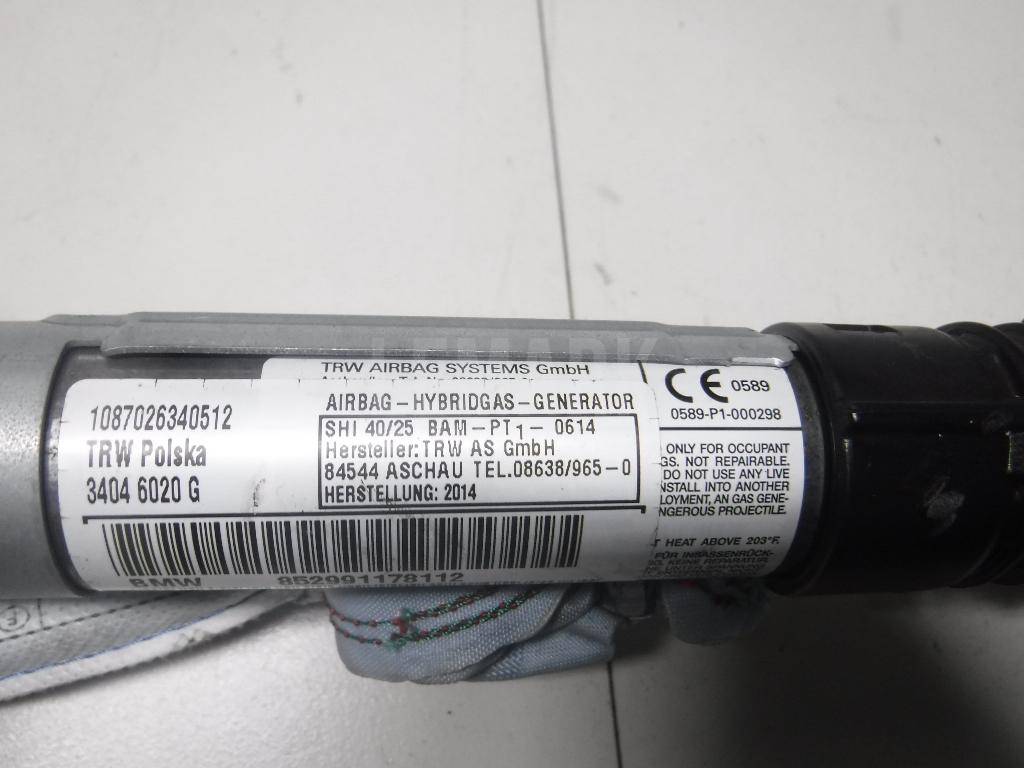 LEMARK
TRW AIRBAG SYSTEMS GmbH
1087026340512
TRW Polska
3404 6020 G
AIRBAG-HYBRIDGAS-GENERATOR
SHI 40/25 BAM-PT1-0614
Hersteller:TRW AS GmbH
84544 ASCHAU TEL.08638/965-0
HERSTELLUNG: 2014
BMW 852991178112
CE 0589
0589-P1-000298
ONLY FOR OCCUPANT
GS. NOT REPAIRABLE.
DO NOT USE ANY LIVE
NSTALL INTO ANOTHER
LOYMENT, AN GAS GENE-
NGEROUS PROJECTILE.
T HEAT ABOVE 203°F.
FÜR INSASSENRÜCK-
KEINE REPARATUR